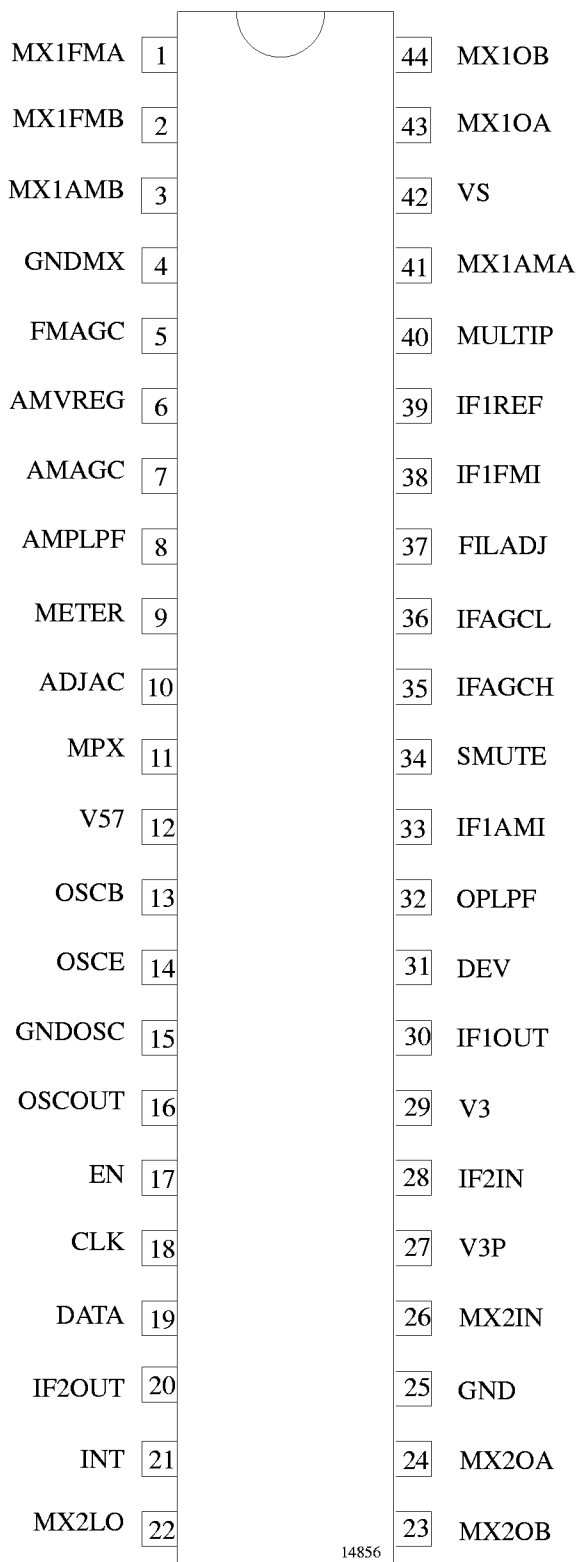 MX1FMA 1 44 MX1OB
MX1FMB 2 43 MX1OA
MX1AMB 3 42 VS
GNDMX 4 41 MX1AMA
FMAGC 5 40 MULTIP
AMVREG 6 39 IF1REF
AMAGC 7 38 IF1FMI
AMPLPF 8 37 FILADJ
METER 9 36 IFAGCL
ADJAC 10 35 IFAGCH
MPX 11 34 SMUTE
V57 12 33 IF1AMI
OSCB 13 32 OPLPF
OSCE 14 31 DEV
GNDOSC 15 30 IF1OUT
OSCOUT 16 29 V3
EN 17 28 IF2IN
CLK 18 27 V3P
DATA 19 26 MX2IN
IF2OUT 20 25 GND
INT 21 24 MX2OA
MX2LO 22 23 MX2OB
14856